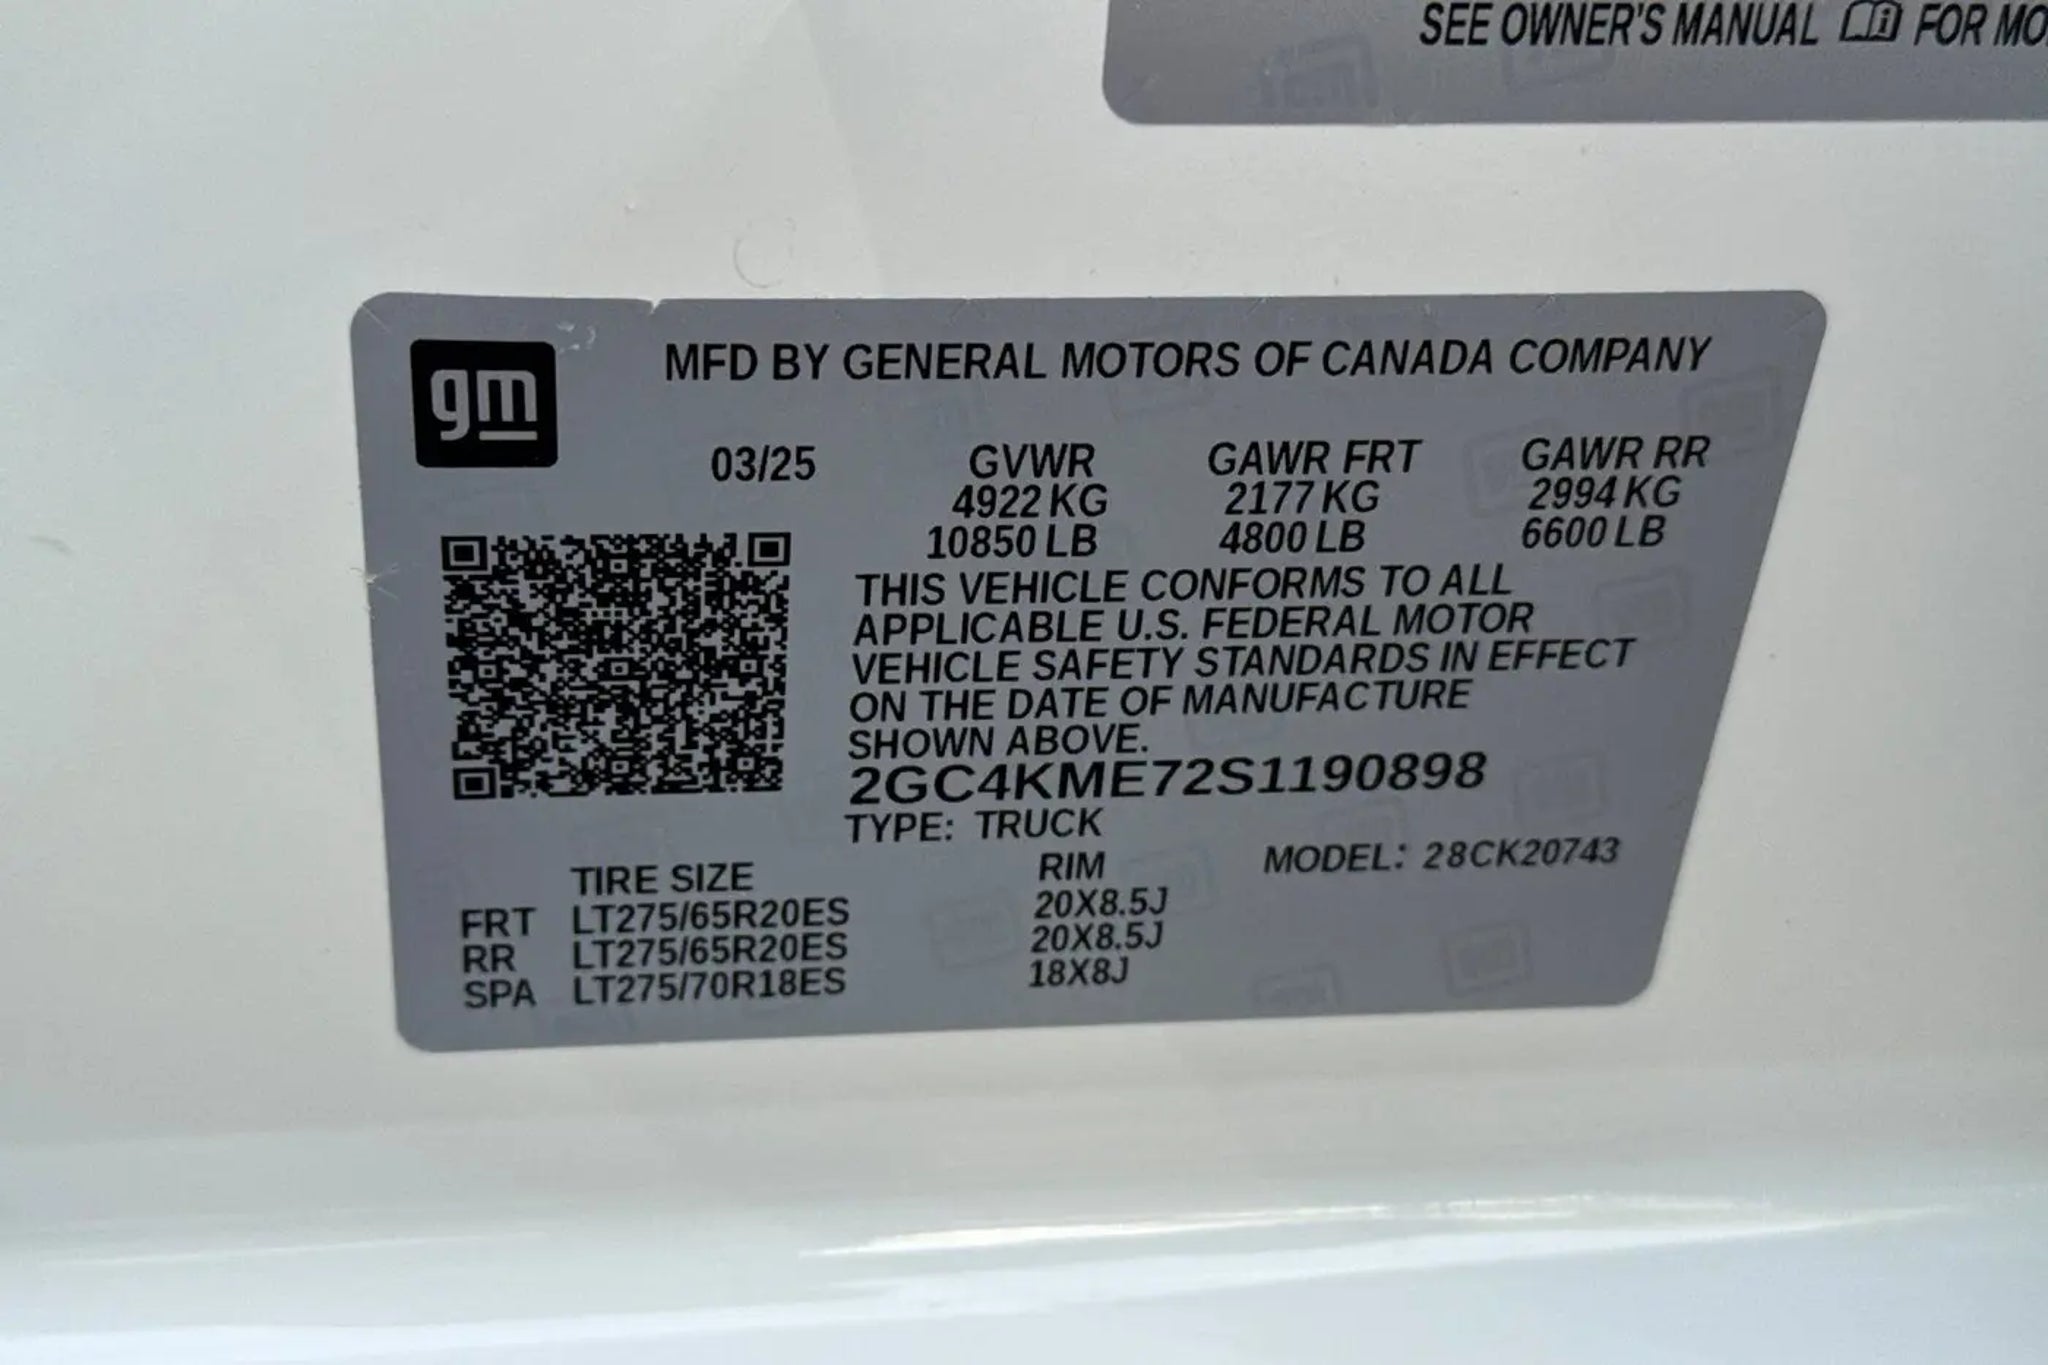 SEE OWNER'S MANUAL FOR MO
gm
MFD BY GENERAL MOTORS OF CANADA COMPANY
03/25 GVWR GAWR FRT GAWR RR
4922 KG 2177 KG 2994 KG
10850 LB 4800 LB 6600 LB
THIS VEHICLE CONFORMS TO ALL
APPLICABLE U.S. FEDERAL MOTOR
VEHICLE SAFETY STANDARDS IN EFFECT
ON THE DATE OF MANUFACTURE
SHOWN ABOVE.
2GC4KME72S1190898
TYPE: TRUCK
TIRE SIZE RIM MODEL: 28CK20743
FRT LT275/65R20ES 20X8.5J
RR LT275/65R20ES 20X8.5J
SPA LT275/70R18ES 18X8J